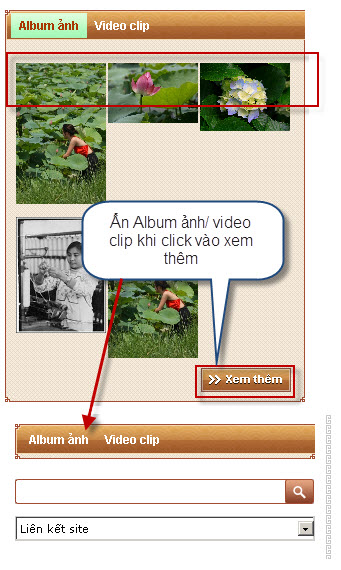 Album ảnh Video clip
Ấn Album ảnh/ video
clip khi click vào xem
thêm
Xem thêm
Album ảnh Video clip
Liên kết site